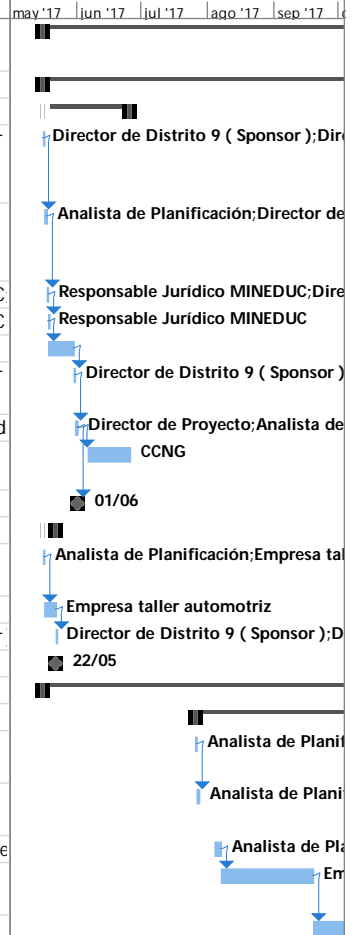 may '17 jun '17 jul '17 ago '17 sep '17
Director de Distrito 9 ( Sponsor );Dire
Analista de Planificación;Director de
Responsable Jurídico MINEDUC;Dire
Responsable Jurídico MINEDUC
Director de Distrito 9 ( Sponsor )
Director de Proyecto;Analista de
CCNG
01/06
Analista de Planificación;Empresa tal
Empresa taller automotriz
Director de Distrito 9 ( Sponsor );D
22/05
Analista de Planif
Analista de Plani
Analista de Pla
Em